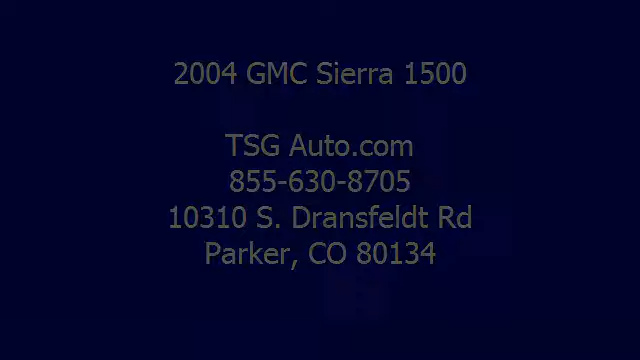 2004 GMC Sierra 1500
TSG Auto.com
855-630-8705
10310 S. Dransfeldt Rd
Parker, CO 80134